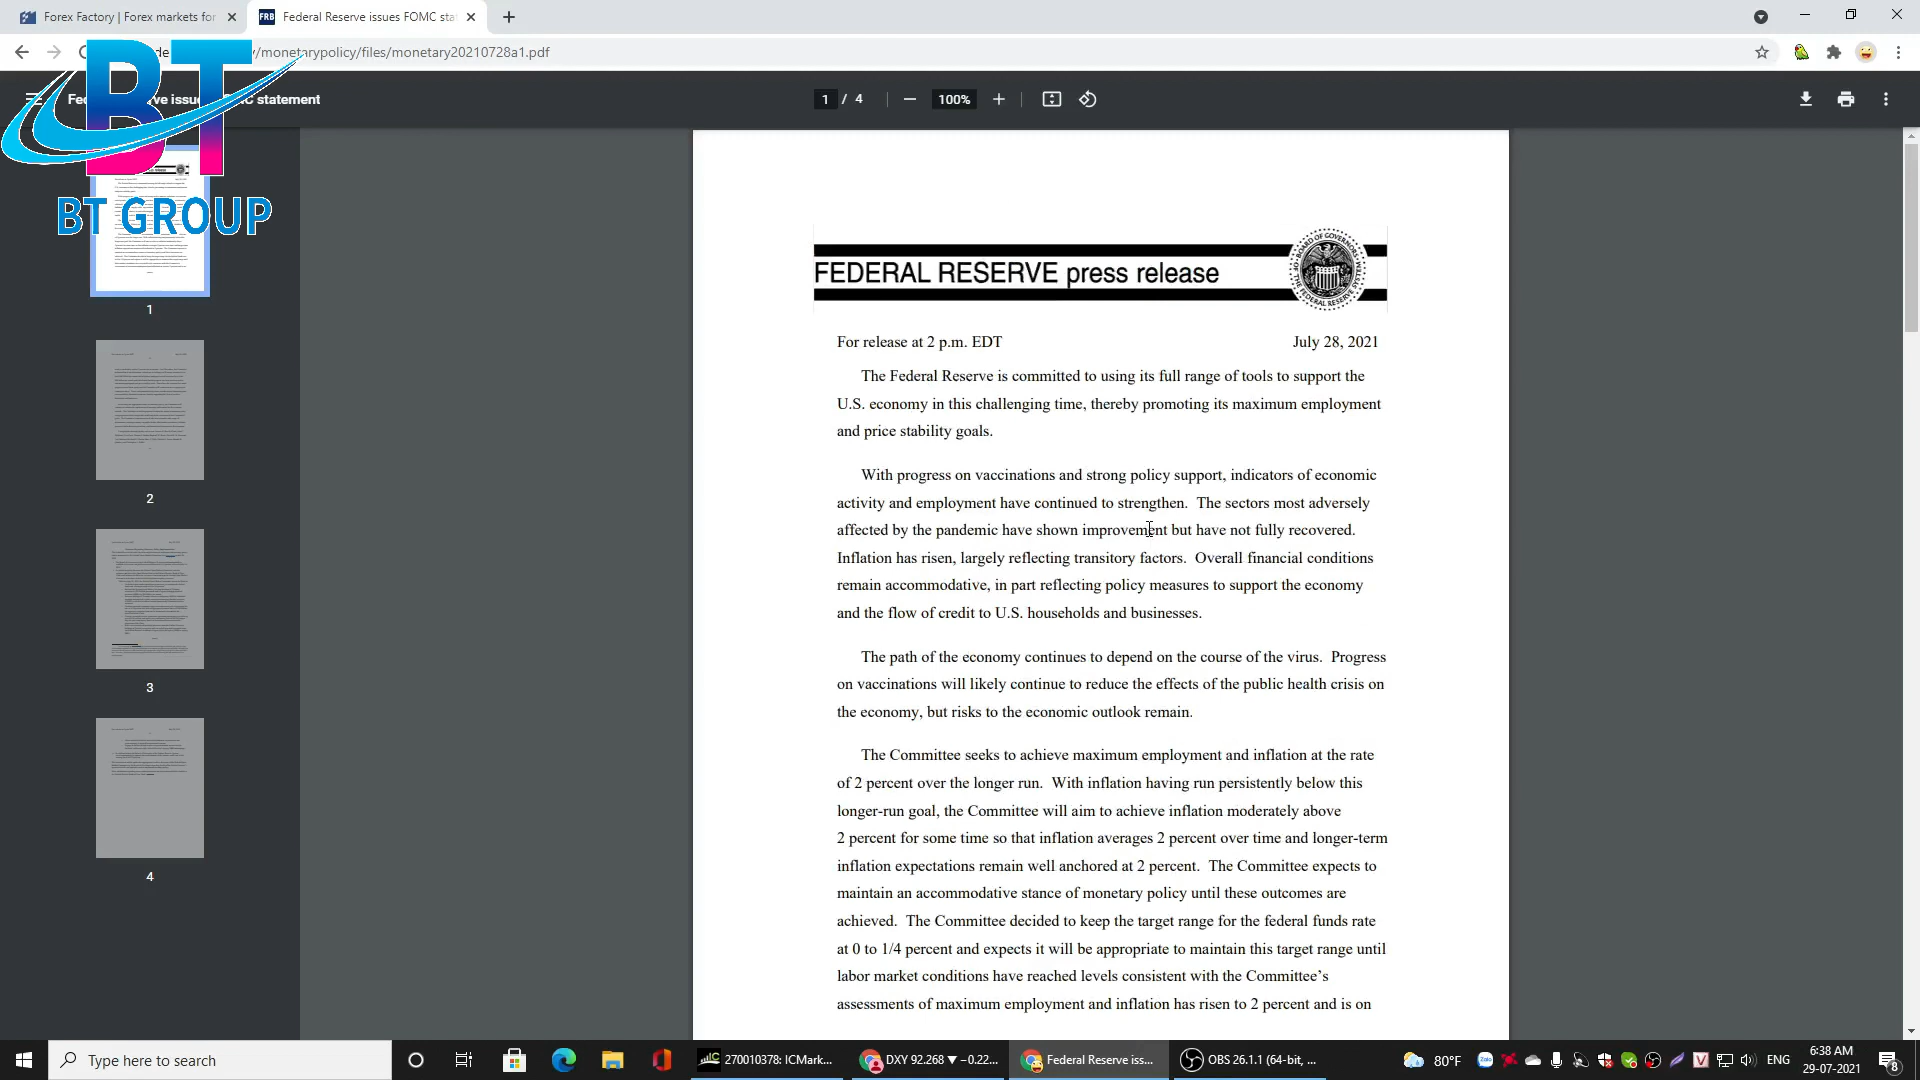 Forex Factory | Forex markets for
Federal Reserve issues FOMC sta
/monetarypolicy/files/monetary20210728a1.pdf
statement
1 / 4
100%
BT
BT GROUP
1
2
3
4
FEDERAL RESERVE press release
For release at 2 p.m. EDT
July 28, 2021
The Federal Reserve is committed to using its full range of tools to support the
U.S. economy in this challenging time, thereby promoting its maximum employment
and price stability goals.
With progress on vaccinations and strong policy support, indicators of economic
activity and employment have continued to strengthen. The sectors most adversely
affected by the pandemic have shown improvement but have not fully recovered.
Inflation has risen, largely reflecting transitory factors. Overall financial conditions
remain accommodative, in part reflecting policy measures to support the economy
and the flow of credit to U.S. households and businesses.
The path of the economy continues to depend on the course of the virus. Progress
on vaccinations will likely continue to reduce the effects of the public health crisis on
the economy, but risks to the economic outlook remain.
The Committee seeks to achieve maximum employment and inflation at the rate
of 2 percent over the longer run. With inflation having run persistently below this
longer-run goal, the Committee will aim to achieve inflation moderately above
2 percent for some time so that inflation averages 2 percent over time and longer-term
inflation expectations remain well anchored at 2 percent. The Committee expects to
maintain an accommodative stance of monetary policy until these outcomes are
achieved. The Committee decided to keep the target range for the federal funds rate
at 0 to 1/4 percent and expects it will be appropriate to maintain this target range until
labor market conditions have reached levels consistent with the Committee’s
assessments of maximum employment and inflation has risen to 2 percent and is on
Type here to search
270010378: ICMark...
DXY 92.268 ▼ −0.22...
Federal Reserve iss...
OBS 26.1.1 (64-bit, ...
80°F
ENG
6:38 AM
29-07-2021
8